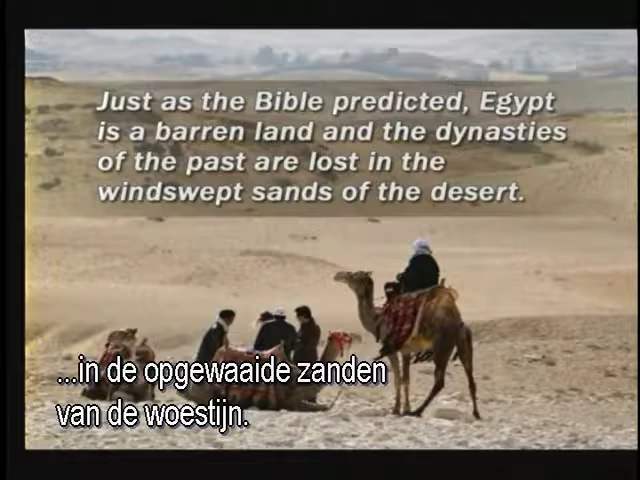 Just as the Bible predicted, Egypt
is a barren land and the dynasties
of the past are lost in the
windswept sands of the desert.
...in de opgewaaide zanden
van de woestijn.